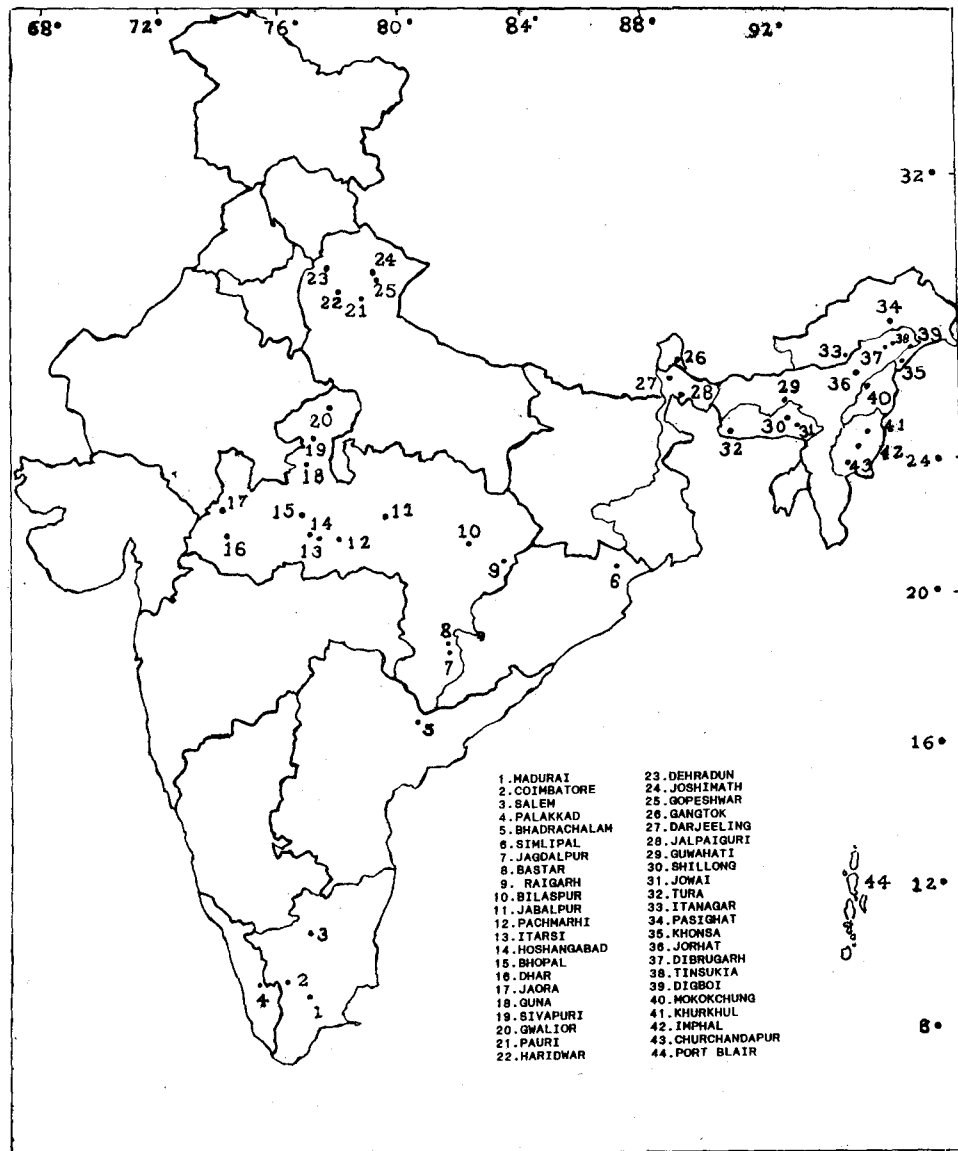 68° 72° 76° 80° 84° 88° 92°
32°
24
23 25
22 21
34
33 37 38 39
26 35
36
27 28 29 40
20 30 31 41
19 32 42
43 24°
18
17 15 11
14 10
16 13 12
9
6 20°
8
7
5
16°
1.MADURAI
2.COIMBATORE
3.SALEM
4.PALAKKAD
5.BHADRACHALAM
6.SIMLIPAL
7.JAGDALPUR
8.BASTAR
9. RAIGARH
10.BILASPUR
11.JABALPUR
12.PACHMARHI
13.ITARSI
14.HOSHANGABAD
15.BHOPAL
16.DHAR
17.JAORA
18.GUNA
19.SIVAPURI
20.GWALIOR
21.PAURI
22.HARIDWAR
23.DEHRADUN
24.JOSHIMATH
25.GOPESHWAR
26.GANGTOK
27.DARJEELING
28.JALPAIGURI
29.GUWAHATI
30.SHILLONG
31.JOWAI
32.TURA
33.ITANAGAR
34.PASIGHAT
35.KHONSA
36.JORHAT
37.DIBRUGARH
38.TINSUKIA
39.DIGBOI
40.MOKOKCHUNG
41.KHURKHUL
42.IMPHAL
43.CHURCHANDAPUR
44.PORT BLAIR
44 12°
3
2
4 1
8°